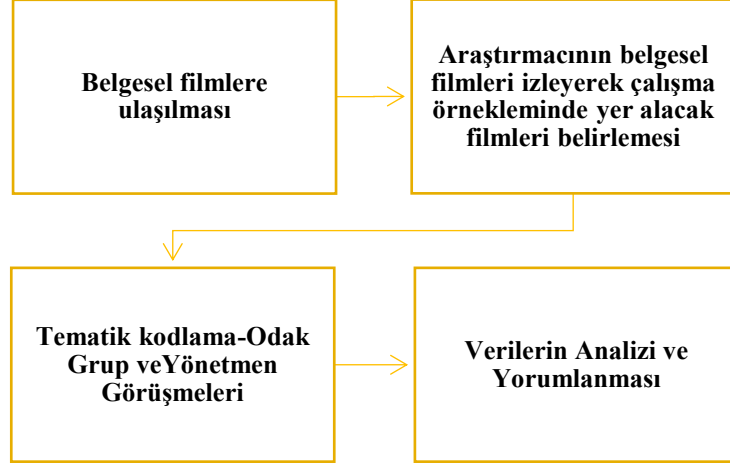 Belgesel filmlere
ulaşılması
Araştırmacının belgesel
filmleri izleyerek çalışma
örnekleminde yer alacak
filmleri belirlemesi
Tematik kodlama-Odak
Grup veYönetmen
Görüşmeleri
Verilerin Analizi ve
Yorumlanması